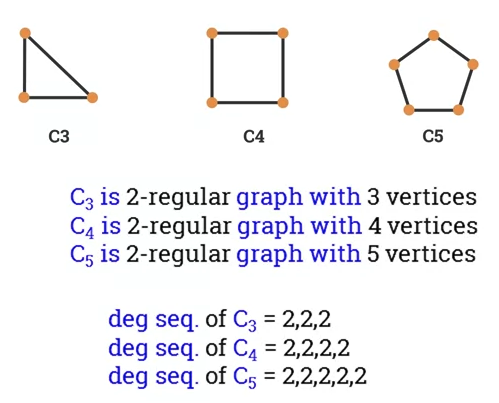 C3 C4 C5
C₃ is 2-regular graph with 3 vertices
C₄ is 2-regular graph with 4 vertices
C₅ is 2-regular graph with 5 vertices
deg seq. of C₃ = 2,2,2
deg seq. of C₄ = 2,2,2,2
deg seq. of C₅ = 2,2,2,2,2